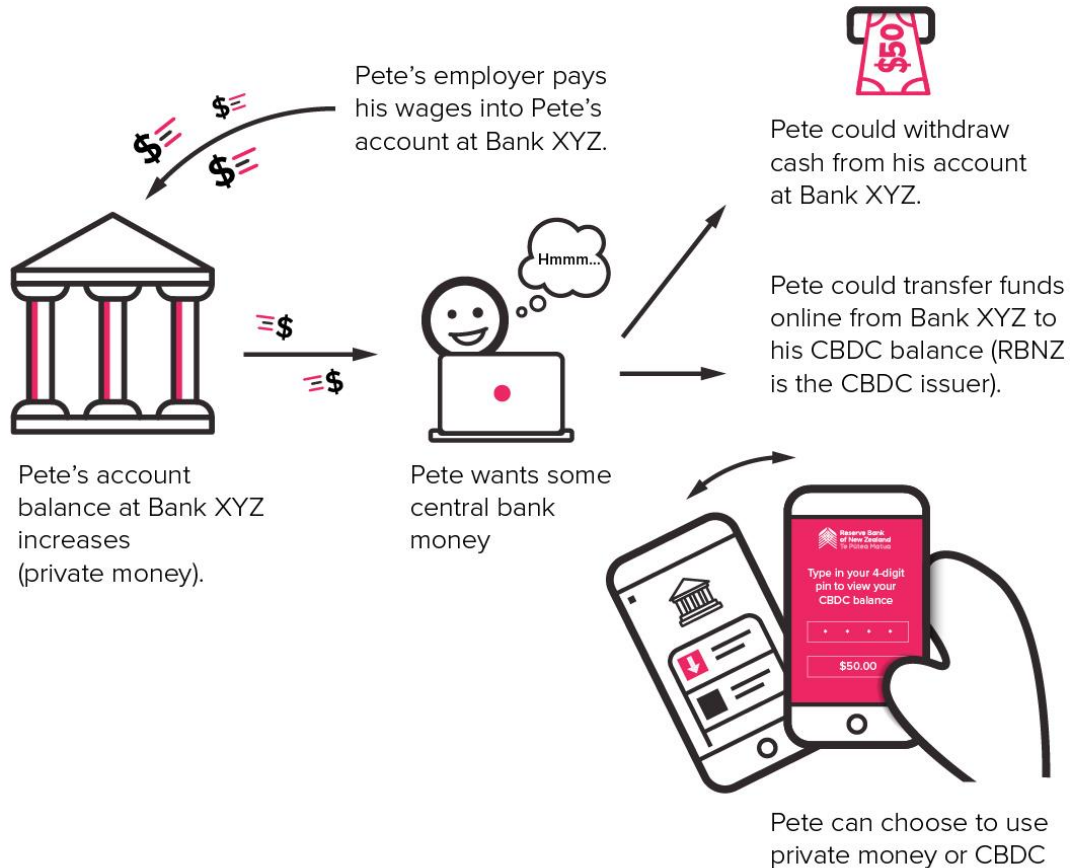 Pete’s employer pays
his wages into Pete’s
account at Bank XYZ.
$
$
$
$50
Pete could withdraw
cash from his account
at Bank XYZ.
Hmmm...
$
$
Pete could transfer funds
online from Bank XYZ to
his CBDC balance (RBNZ
is the CBDC issuer).
Pete’s account
balance at Bank XYZ
increases
(private money).
Pete wants some
central bank
money
Reserve Bank
of New Zealand
Te Pūtea Matua
Type in your 4-digit
pin to view your
CBDC balance
$50.00
Pete can choose to use
private money or CBDC